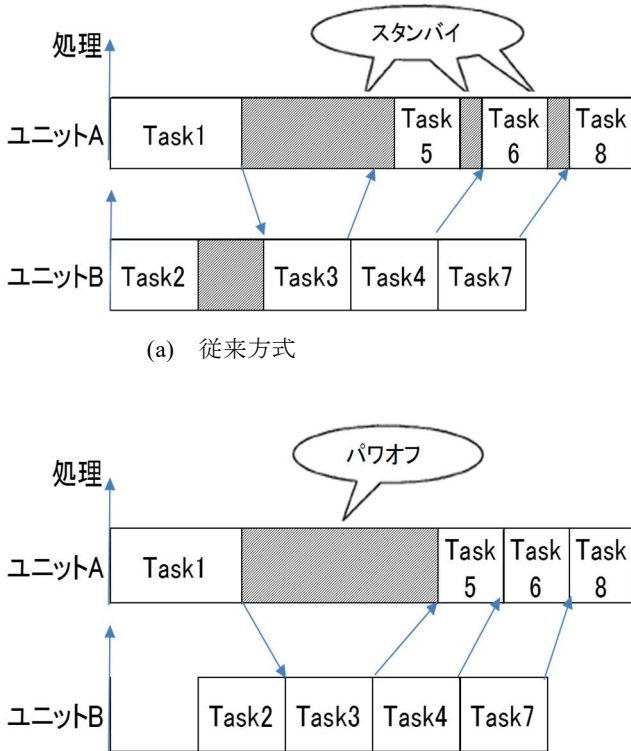 スタンバイ
処理
ユニットA
Task1
Task
5
Task
6
Task
8
ユニットB
Task2
Task3
Task4
Task7
(a) 従来方式
パワオフ
処理
ユニットA
Task1
Task
5
Task
6
Task
8
ユニットB
Task2
Task3
Task4
Task7